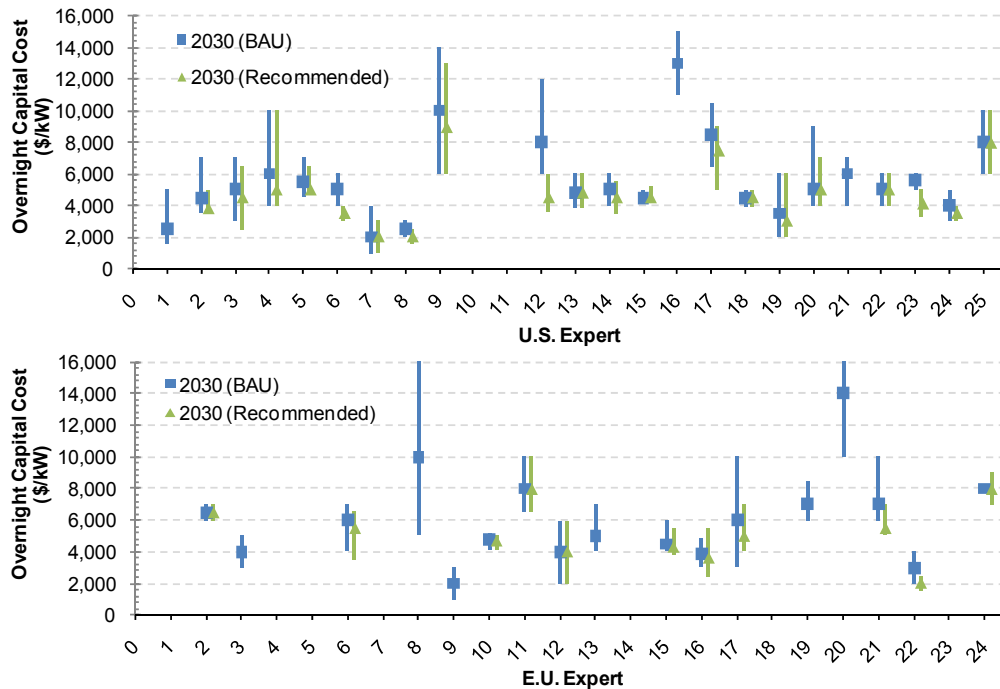 Overnight Capital Cost
($/kW)
16,000
14,000
12,000
10,000
8,000
6,000
4,000
2,000
0
2030 (BAU)
2030 (Recommended)
0 1 2 3 4 5 6 7 8 9 10 11 12 13 14 15 16 17 18 19 20 21 22 23 24 25
U.S. Expert
Overnight Capital Cost
($/kW)
16,000
14,000
12,000
10,000
8,000
6,000
4,000
2,000
0
2030 (BAU)
2030 (Recommended)
0 1 2 3 4 5 6 7 8 9 10 11 12 13 14 15 16 17 18 19 20 21 22 23 24
E.U. Expert